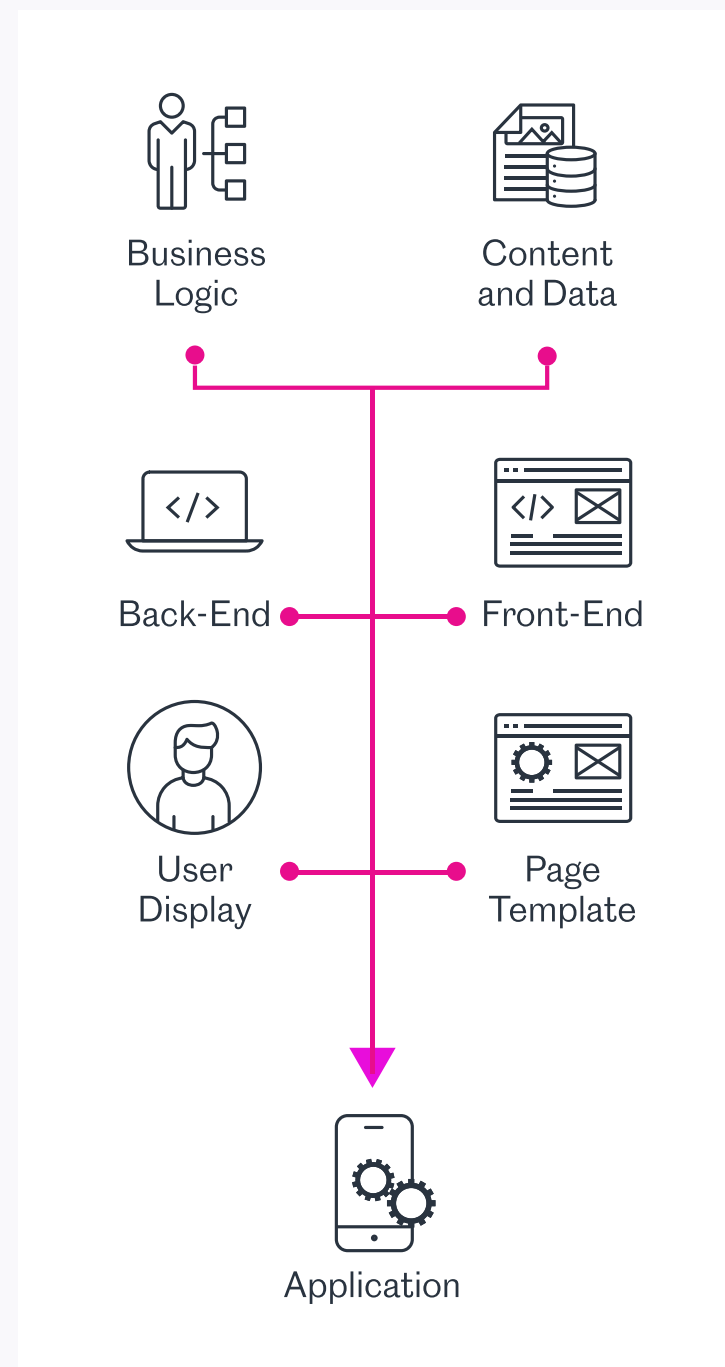 Business
Logic
Content
and Data
</>
</>
Back-End
Front-End
User
Display
Page
Template
Application